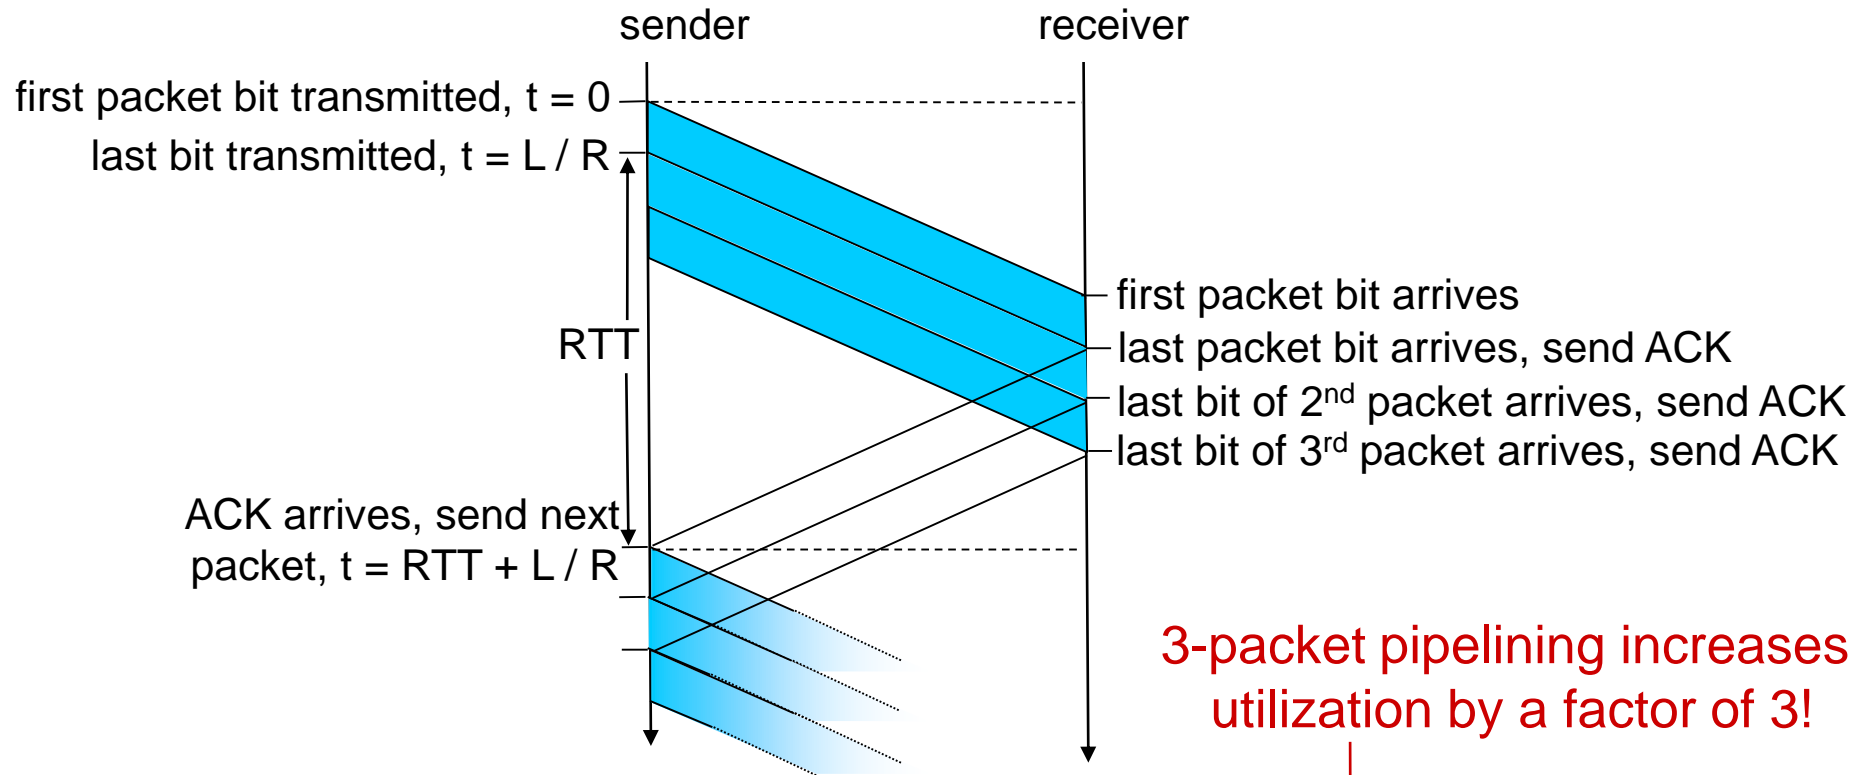 sender
receiver
first packet bit transmitted, t = 0
last bit transmitted, t = L / R
first packet bit arrives
RTT
last packet bit arrives, send ACK
last bit of 2nd packet arrives, send ACK
last bit of 3rd packet arrives, send ACK
ACK arrives, send next
packet, t = RTT + L / R
3-packet pipelining increases
utilization by a factor of 3!